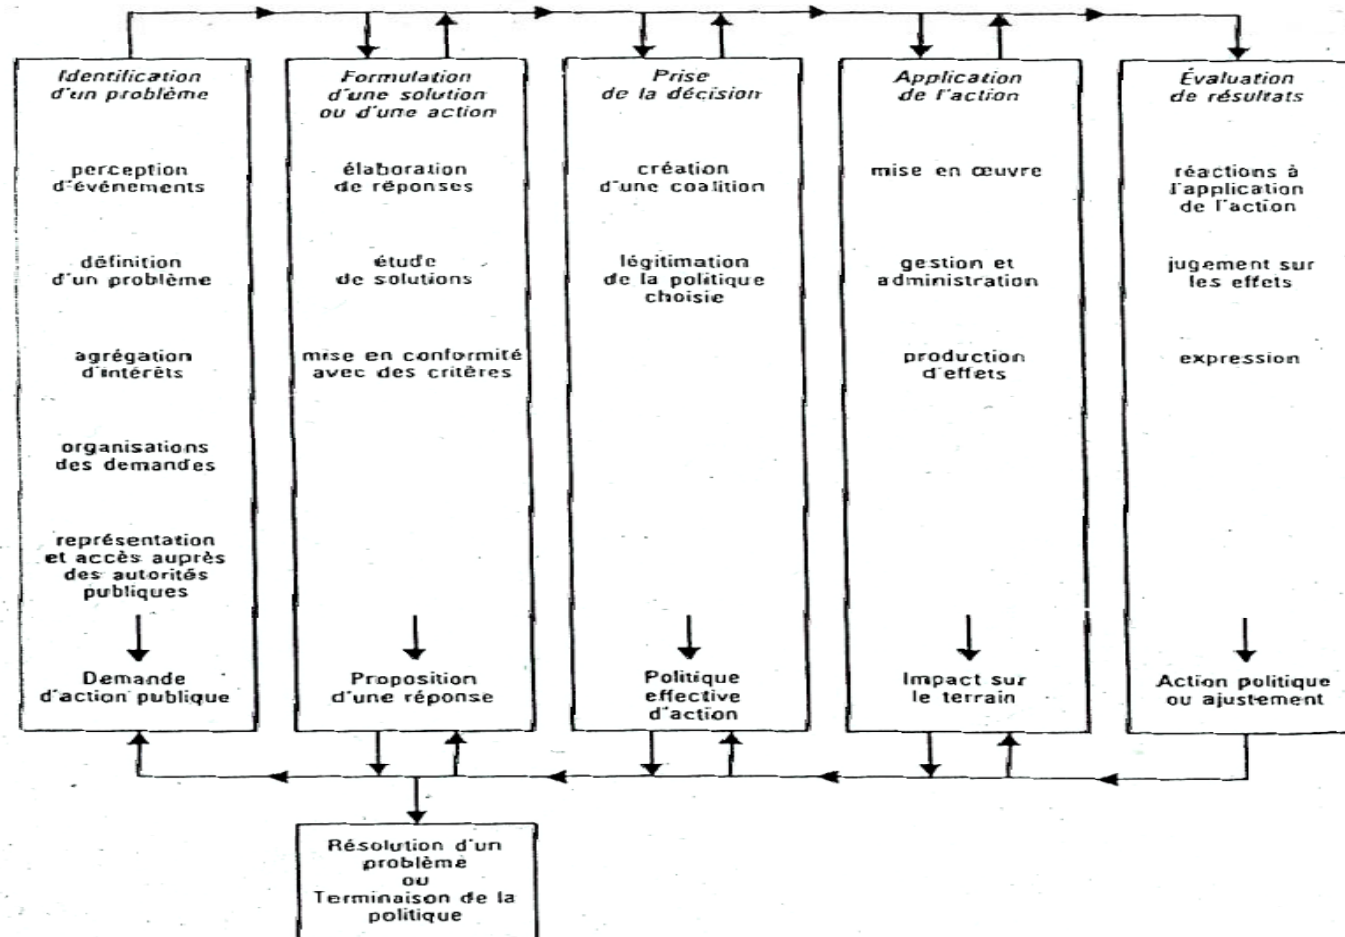 Identification
d'un problème
perception
d'événements
définition
d'un problème
agrégation
d'intérêts
organisations
des demandes
représentation
et accès auprès
des autorités
publiques
Demande
d'action publique
Formulation
d'une solution
ou d'une action
élaboration
de réponses
étude
de solutions
mise en conformité
avec des critères
Proposition
d'une réponse
Prise
de la décision
création
d'une coalition
légitimation
de la politique
choisie
Politique
effective
d'action
Application
de l'action
mise en œuvre
gestion et
administration
production
d'effets
Impact sur
le terrain
Évaluation
de résultats
réactions à
l'application
de l'action
jugement sur
les effets
expression
Action politique
ou ajustement
Résolution d'un
problème
ou
Terminaison de la
politique